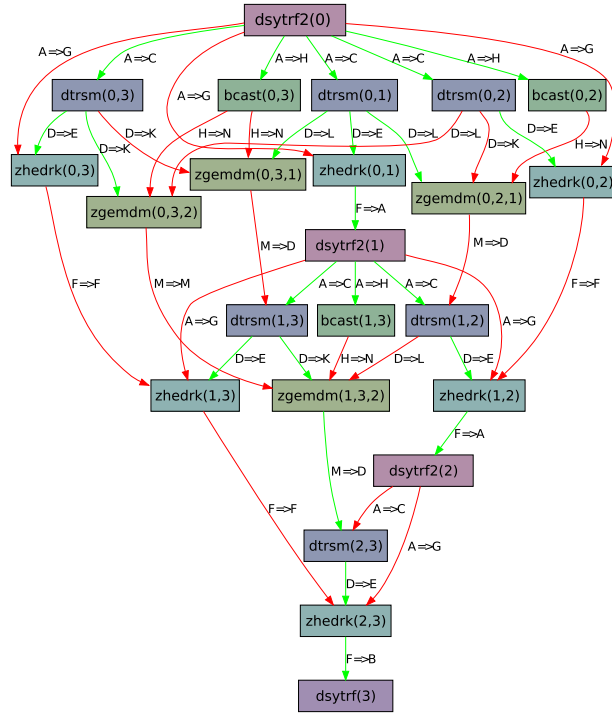 dsytrf2(0)
A=>G
A=>C
A=>H
A=>C
A=>C
A=>H
A=>G
dtrsm(0,3)
bcast(0,3)
dtrsm(0,1)
dtrsm(0,2)
bcast(0,2)
A=>G
D=>E
D=>K
D=>K
H=>N
H=>N
D=>L
D=>E
D=>L
D=>L
D=>K
D=>E
H=>N
zhedrk(0,3)
zgemdm(0,3,1)
zhedrk(0,1)
zhedrk(0,2)
zgemdm(0,3,2)
zgemdm(0,2,1)
F=>A
dsytrf2(1)
M=>D
M=>D
F=>F
M=>M
A=>C
A=>H
A=>C
F=>F
A=>G
dtrsm(1,3)
bcast(1,3)
dtrsm(1,2)
A=>G
D=>E
D=>K
H=>N
D=>L
D=>E
zhedrk(1,3)
zgemdm(1,3,2)
zhedrk(1,2)
F=>A
dsytrf2(2)
M=>D
F=>F
A=>C
dtrsm(2,3)
A=>G
D=>E
zhedrk(2,3)
F=>B
dsytrf(3)